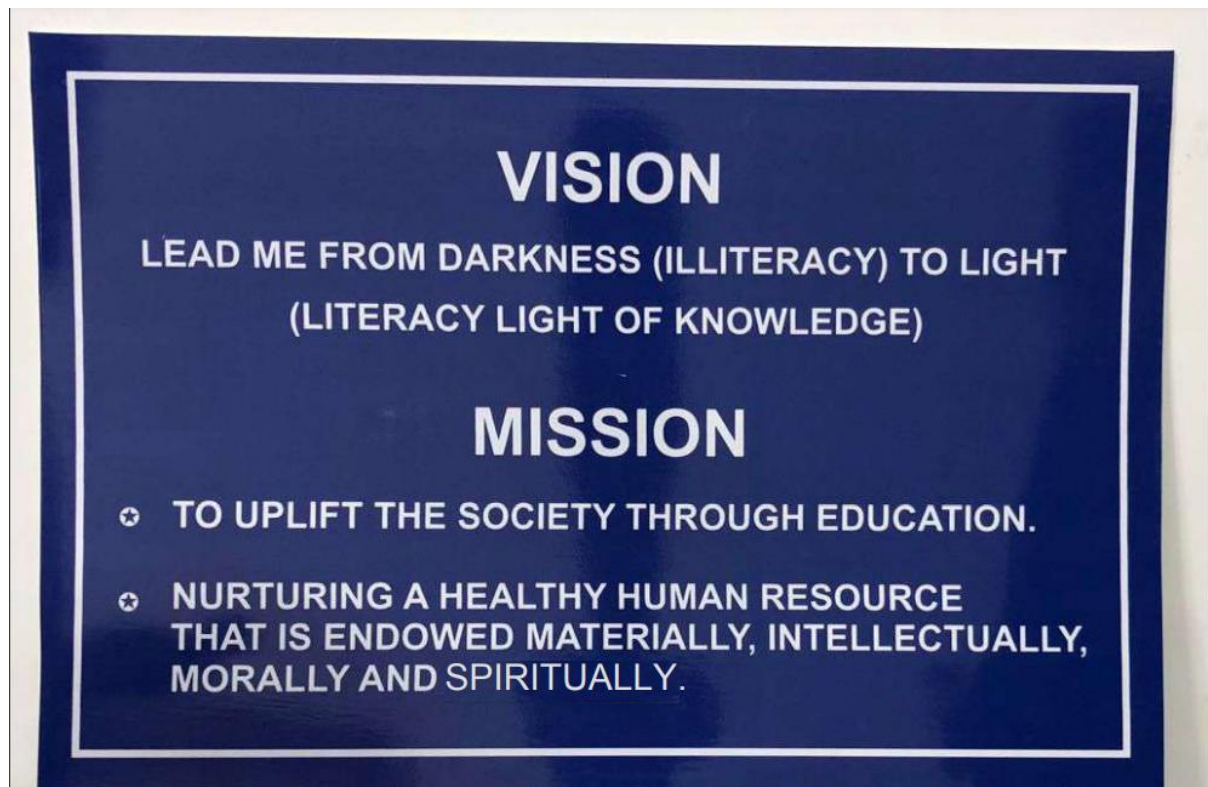 VISION
LEAD ME FROM DARKNESS (ILLITERACY) TO LIGHT
(LITERACY LIGHT OF KNOWLEDGE)
MISSION
TO UPLIFT THE SOCIETY THROUGH EDUCATION.
NURTURING A HEALTHY HUMAN RESOURCE
THAT IS ENDOWED MATERIALLY, INTELLECTUALLY,
MORALLY AND SPIRITUALLY.